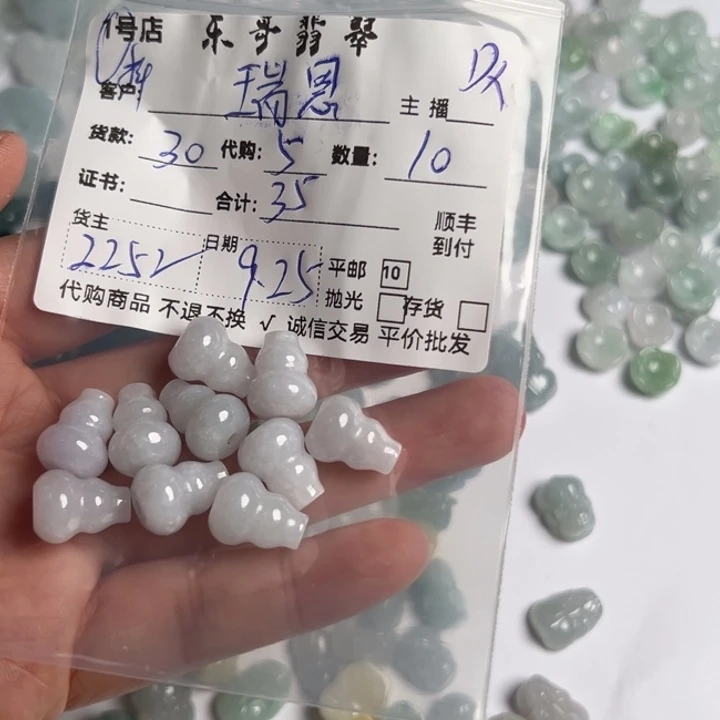 1号店 乐哥翡翠
客户: 瑞恩 主播
货款: 30 代购: 5 数量: 10
证书: 合计: 35 顺丰到付
货主 2252 日期 9.25 平邮 10
抛光 存货
代购商品 不退不换 √ 诚信交易 平价批发